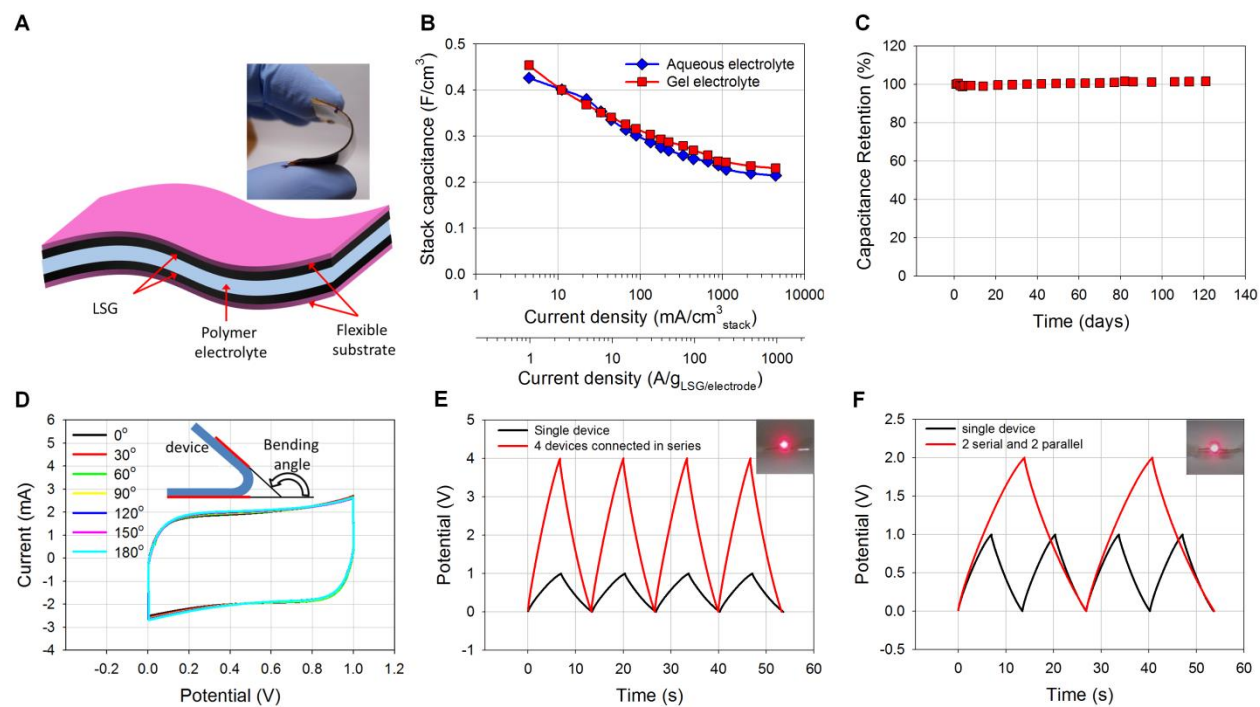 A
LSG
Polymer
electrolyte
Flexible
substrate
B
Stack capacitance (F/cm³)
0.5
0.4
0.3
0.2
0.1
0.0
Aqueous electrolyte
Gel electrolyte
1 10 100 1000 10000
Current density (mA/cm³stack)
1 10 100 1000
Current density (A/gLSG/electrode)
C
Capacitance Retention (%)
120
100
80
60
40
20
0
0 20 40 60 80 100 120 140
Time (days)
D
Current (mA)
6
5
4
3
2
1
0
-1
-2
-3
-4
0°
30°
60°
90°
120°
150°
180°
device
Bending
angle
-0.2 0.0 0.2 0.4 0.6 0.8 1.0 1.2
Potential (V)
E
Potential (V)
5
4
3
2
1
0
-1
Single device
4 devices connected in series
0 10 20 30 40 50 60
Time (s)
F
Potential (V)
2.5
2.0
1.5
1.0
0.5
0.0
-0.5
single device
2 serial and 2 parallel
0 10 20 30 40 50 60
Time (s)